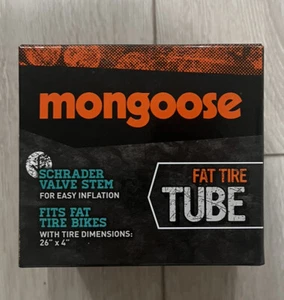 mongoose
SCHRADER
VALVE STEM
FOR EASY INFLATION
FITS FAT
TIRE BIKES
WITH TIRE DIMENSIONS:
26" x 4"
FAT TIRE
TUBE